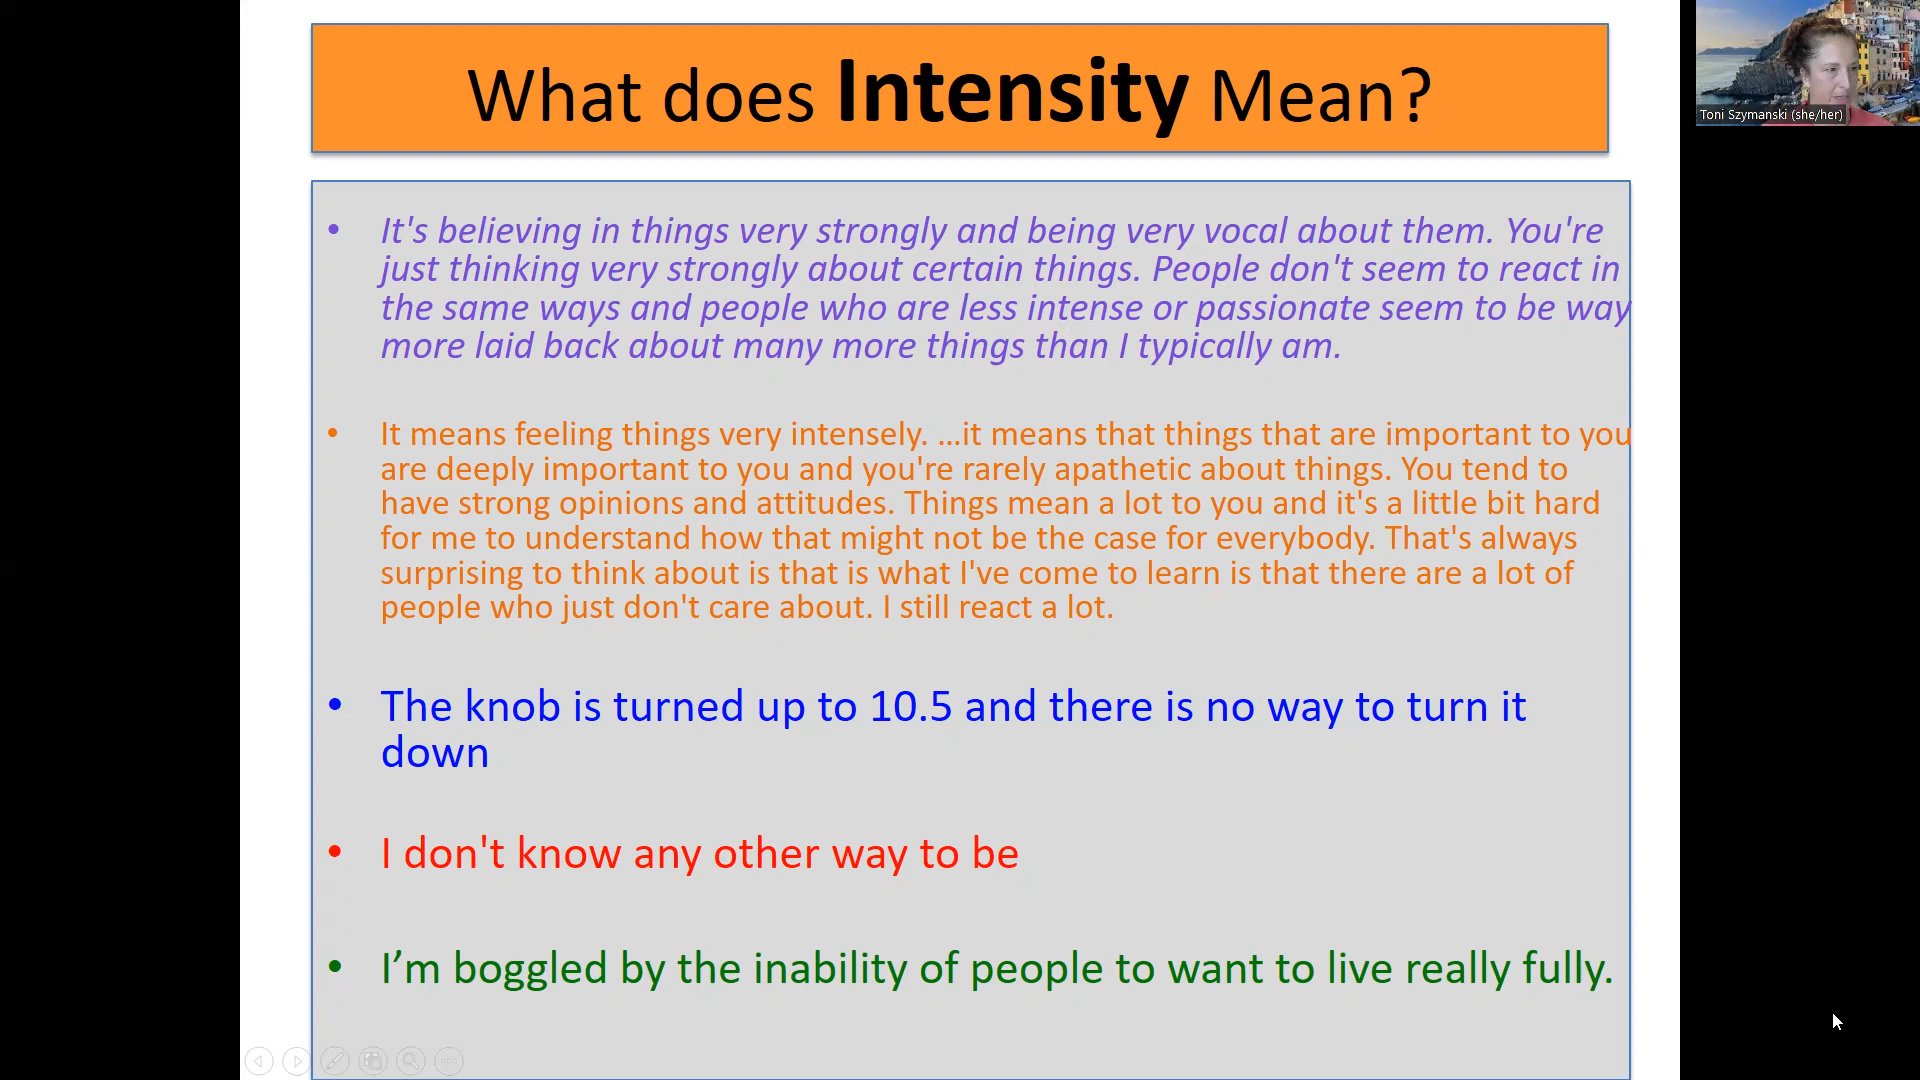 What does Intensity Mean?
Toni Szymanski (she/her)
• It's believing in things very strongly and being very vocal about them. You're
just thinking very strongly about certain things. People don't seem to react in
the same ways and people who are less intense or passionate seem to be way
more laid back about many more things than I typically am.
• It means feeling things very intensely. ...it means that things that are important to you
are deeply important to you and you're rarely apathetic about things. You tend to
have strong opinions and attitudes. Things mean a lot to you and it's a little bit hard
for me to understand how that might not be the case for everybody. That's always
surprising to think about is that is what I've come to learn is that there are a lot of
people who just don't care about. I still react a lot.
• The knob is turned up to 10.5 and there is no way to turn it
down
• I don't know any other way to be
• I’m boggled by the inability of people to want to live really fully.